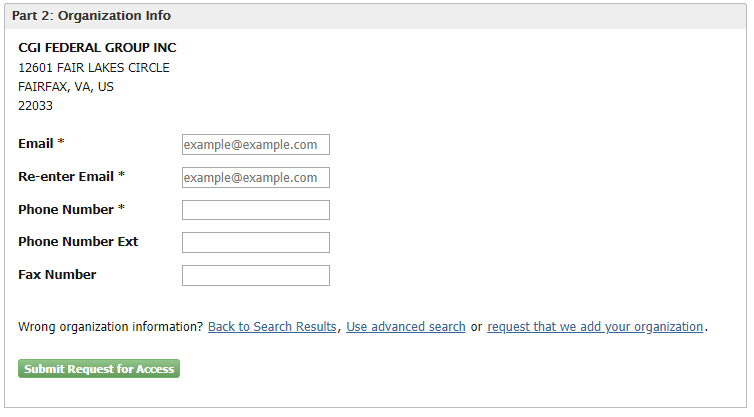 Part 2: Organization Info
CGI FEDERAL GROUP INC
12601 FAIR LAKES CIRCLE
FAIRFAX, VA, US
22033
Email *
example@example.com
Re-enter Email *
example@example.com
Phone Number *
Phone Number Ext
Fax Number
Wrong organization information? Back to Search Results, Use advanced search or request that we add your organization.
Submit Request for Access